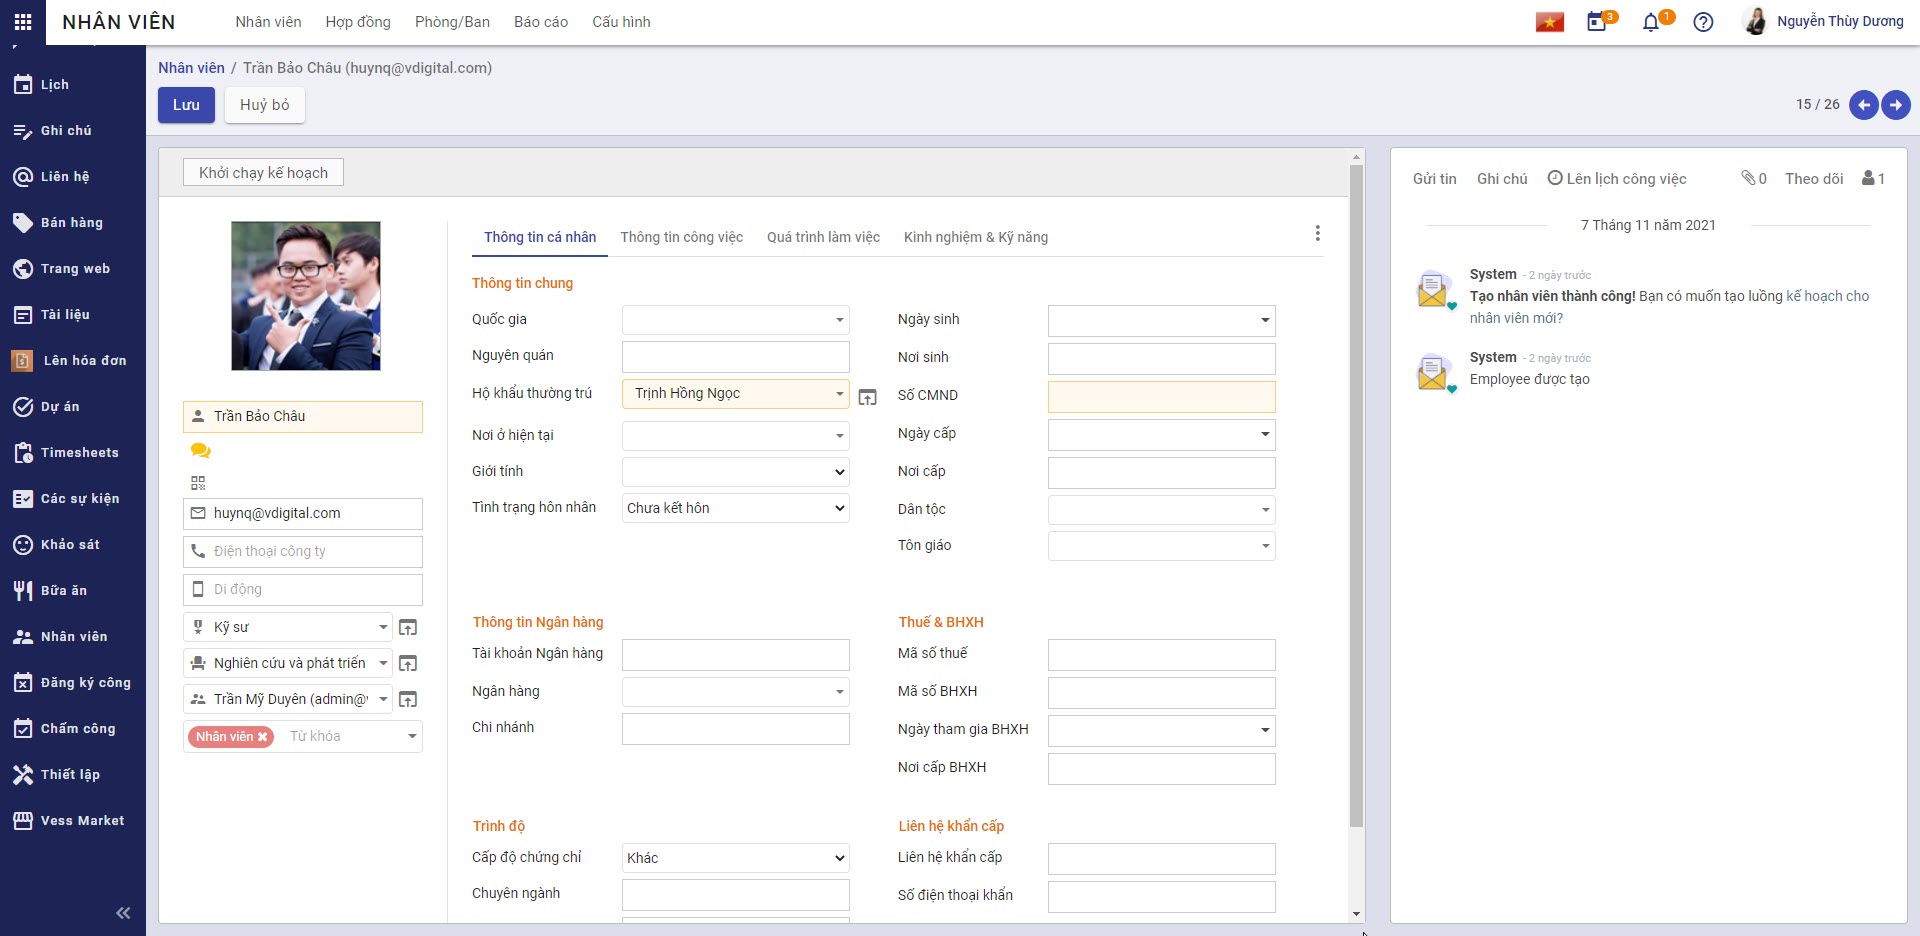 NHÂN VIÊN
Nhân viên
Hợp đồng
Phòng/Ban
Báo cáo
Cấu hình
3
1
Nguyễn Thùy Dương
Lịch
Ghi chú
Liên hệ
Bán hàng
Trang web
Tài liệu
Lên hóa đơn
Dự án
Timesheets
Các sự kiện
Khảo sát
Bữa ăn
Nhân viên
Đăng ký công
Chấm công
Thiết lập
Vess Market
Nhân viên / Trần Bảo Châu (huynq@vdigital.com)
Lưu
Huỷ bỏ
15 / 26
Khởi chạy kế hoạch
Trần Bảo Châu
huynq@vdigital.com
Điện thoại công ty
Di động
Kỹ sư
Nghiên cứu và phát triển
Trần Mỹ Duyên (admin@
Nhân viên
Từ khóa
Thông tin cá nhân
Thông tin công việc
Quá trình làm việc
Kinh nghiệm & Kỹ năng
Thông tin chung
Quốc gia
Nguyên quán
Hộ khẩu thường trú
Trịnh Hồng Ngọc
Nơi ở hiện tại
Giới tính
Tình trạng hôn nhân
Chưa kết hôn
Ngày sinh
Nơi sinh
Số CMND
Ngày cấp
Nơi cấp
Dân tộc
Tôn giáo
Thông tin Ngân hàng
Tài khoản Ngân hàng
Ngân hàng
Chi nhánh
Thuế & BHXH
Mã số thuế
Mã số BHXH
Ngày tham gia BHXH
Nơi cấp BHXH
Trình độ
Cấp độ chứng chỉ
Khác
Chuyên ngành
Liên hệ khẩn cấp
Liên hệ khẩn cấp
Số điện thoại khẩn
Gửi tin
Ghi chú
Lên lịch công việc
0
Theo dõi
1
7 Tháng 11 năm 2021
System - 2 ngày trước
Tạo nhân viên thành công! Bạn có muốn tạo luồng kế hoạch cho
nhân viên mới?
System - 2 ngày trước
Employee được tạo